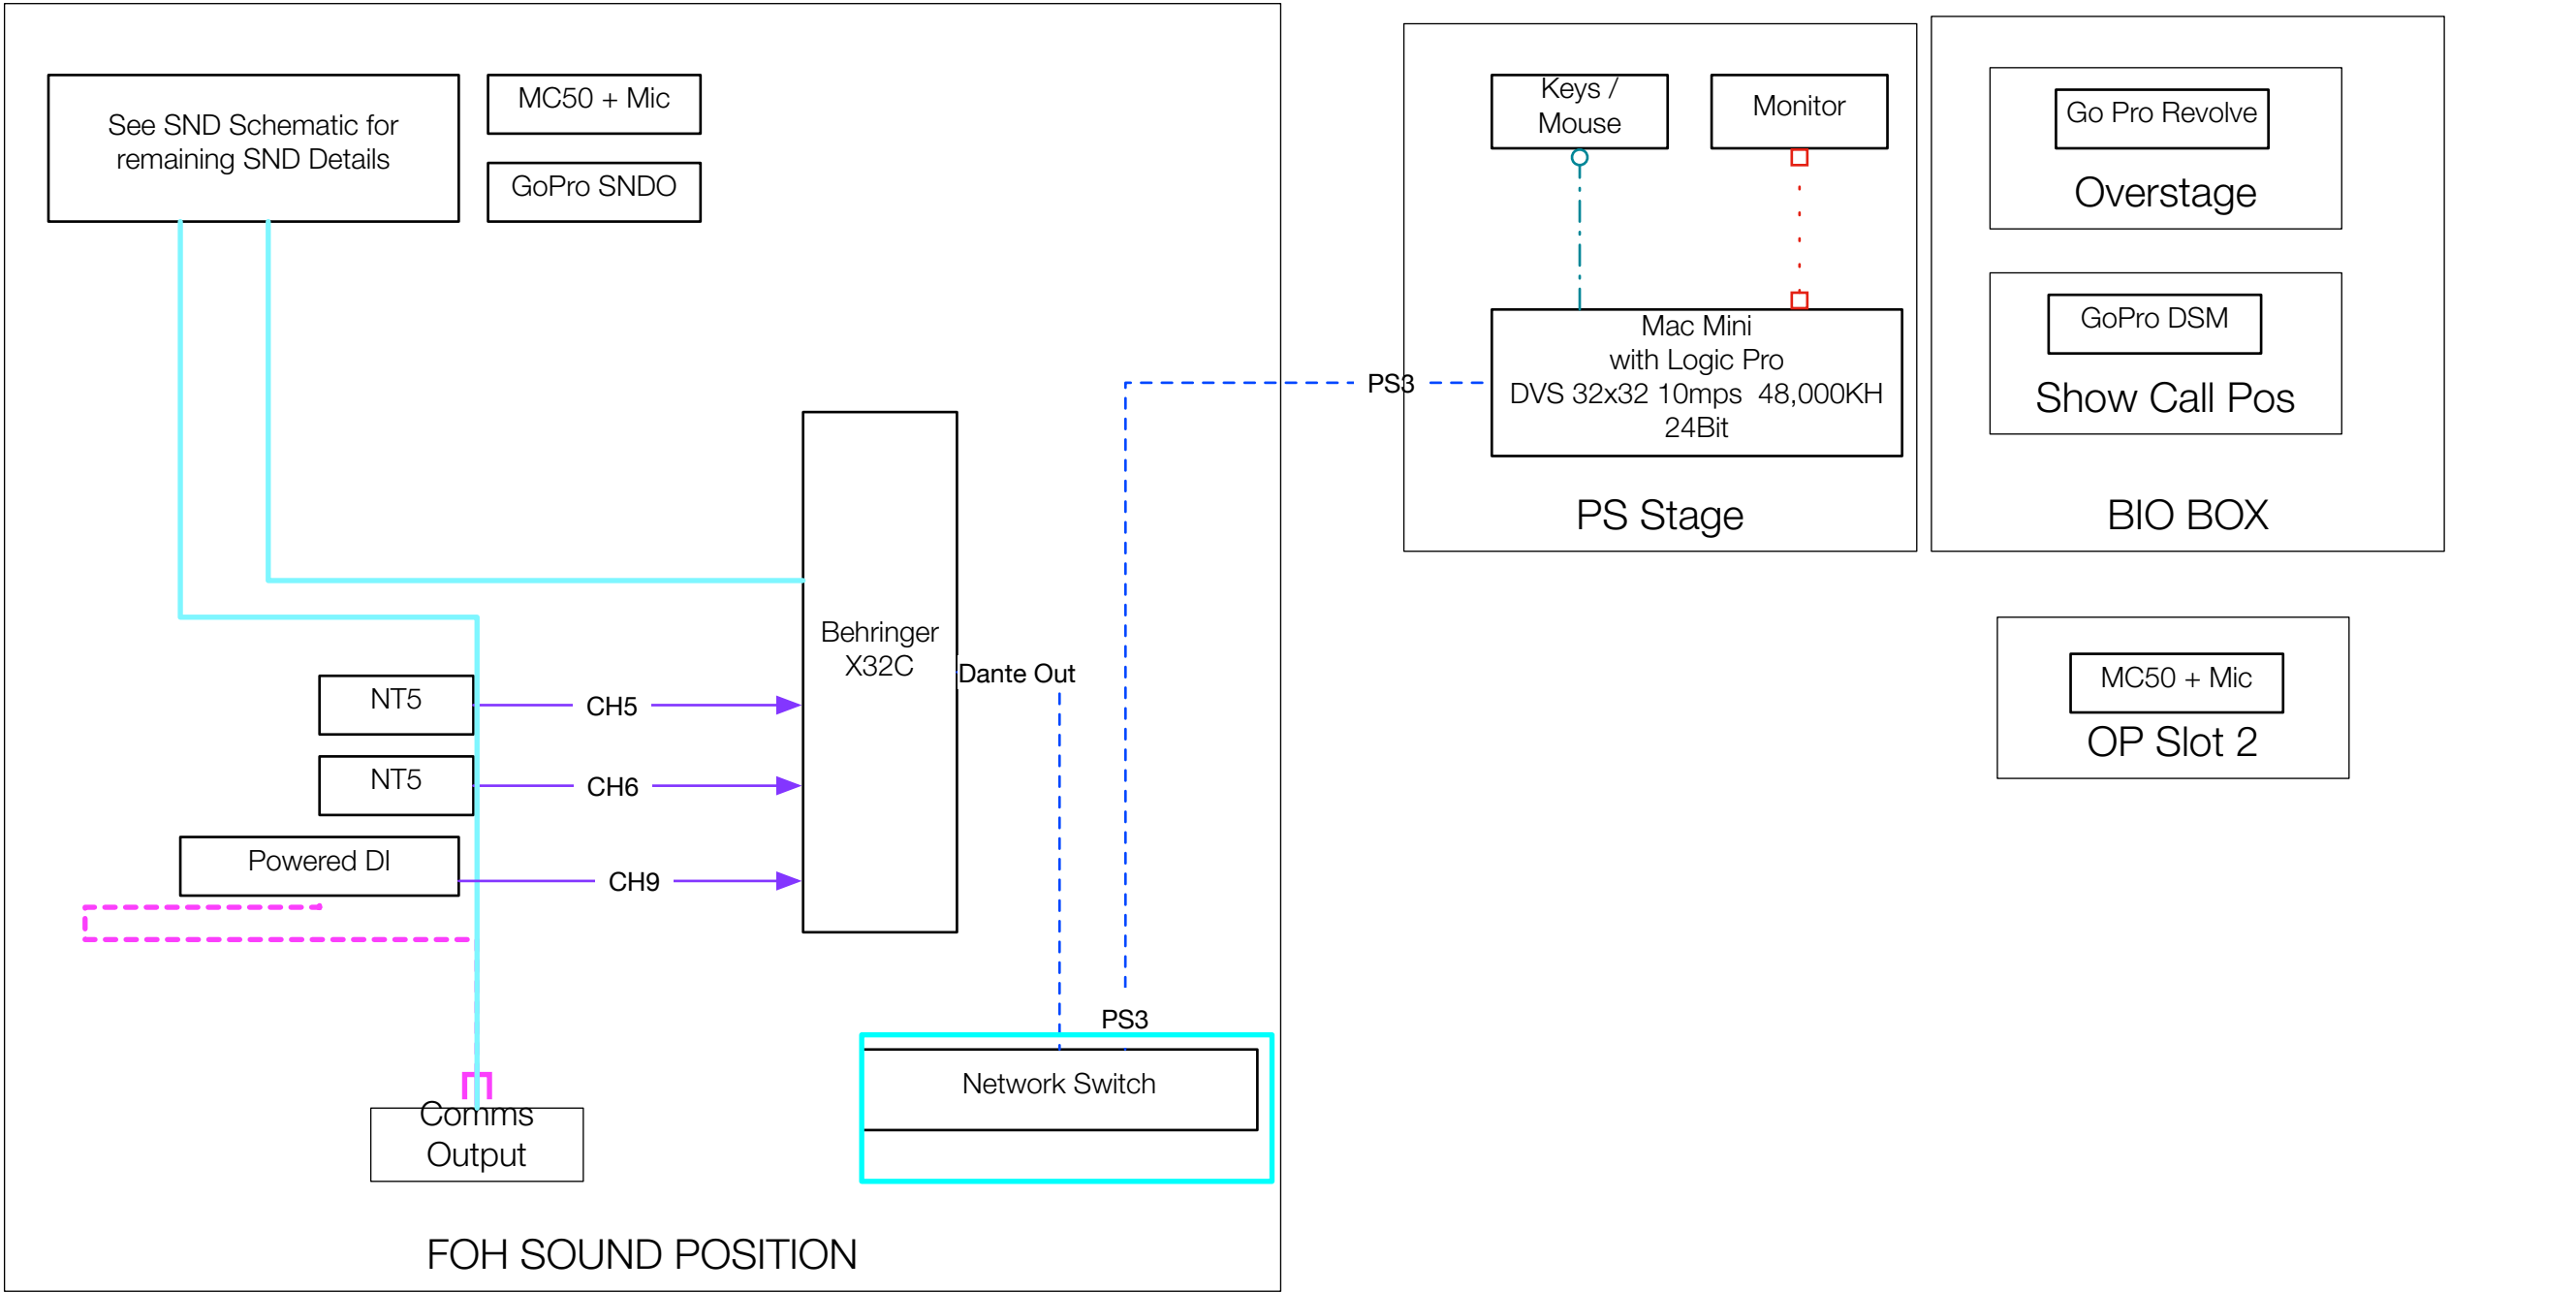 See SND Schematic for
remaining SND Details
MC50 + Mic
GoPro SNDO
Keys /
Mouse
Monitor
Go Pro Revolve
Overstage
GoPro DSM
Show Call Pos
Mac Mini
with Logic Pro
DVS 32x32 10mps  48,000KH
24Bit
PS3
PS Stage
BIO BOX
Behringer
X32C
Dante Out
NT5
CH5
NT5
CH6
Powered DI
CH9
MC50 + Mic
OP Slot 2
PS3
Network Switch
Comms
Output
FOH SOUND POSITION